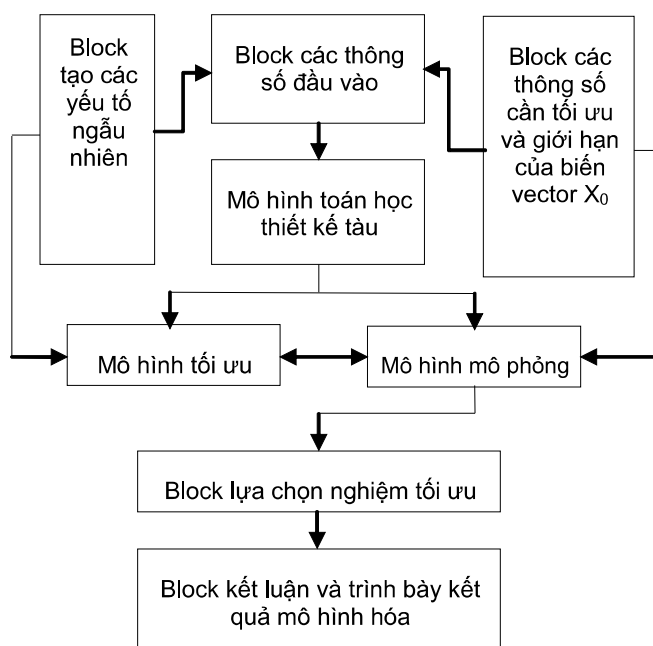 Block
tạo các
yếu tố
ngẫu
nhiên
Block các thông
số đầu vào
Block các
thông số
cần tối ưu
và giới hạn
của biến
vector X₀
Mô hình toán học
thiết kế tàu
Mô hình tối ưu
Mô hình mô phỏng
Block lựa chọn nghiệm tối ưu
Block kết luận và trình bày kết
quả mô hình hóa